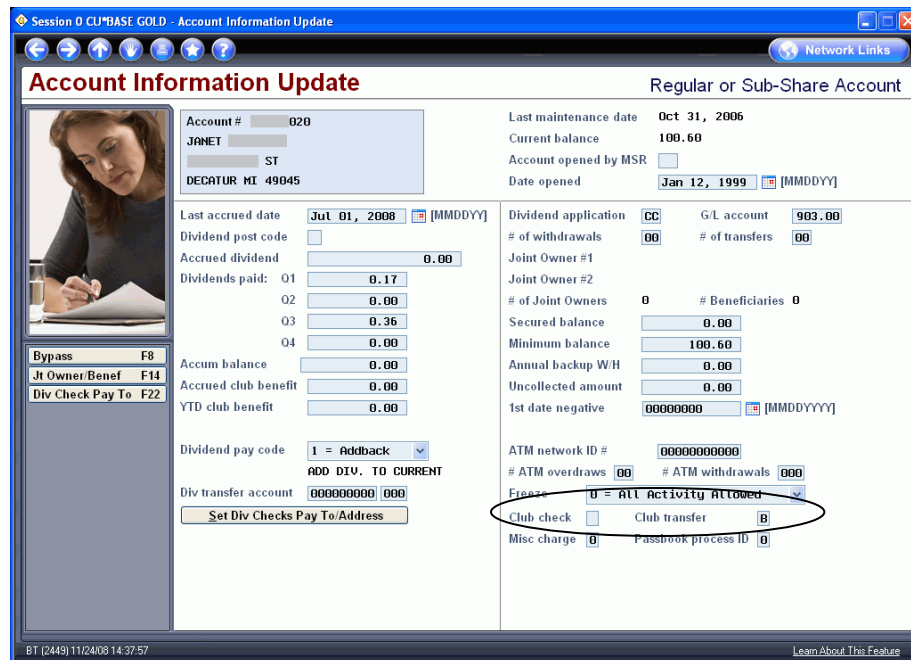 Session 0 CU*BASE GOLD - Account Information Update
Network Links
Account Information Update
Regular or Sub-Share Account
Account # 020
JANET
ST
DECATUR MI 49045
Last maintenance date Oct 31, 2006
Current balance 100.60
Account opened by MSR
Date opened Jan 12, 1999 [MMDDYY]
Last accrued date Jul 01, 2008 [MMDDYY]
Dividend post code
Accrued dividend 0.00
Dividends paid: Q1 0.17
Q2 0.00
Q3 0.36
Q4 0.00
Accum balance 0.00
Accrued club benefit 0.00
YTD club benefit 0.00
Dividend pay code 1 = Addback
ADD DIV. TO CURRENT
Div transfer account 000000000 000
Set Div Checks Pay To/Address
Dividend application CC G/L account 903.00
# of withdrawals 00 # of transfers 00
Joint Owner #1
Joint Owner #2
# of Joint Owners 0 # Beneficiaries 0
Secured balance 0.00
Minimum balance 100.60
Annual backup W/H 0.00
Uncollected amount 0.00
1st date negative 00000000 [MMDDYYYY]
ATM network ID # 00000000000
# ATM overdraws 00 # ATM withdrawals 000
Freeze 0 = All Activity Allowed
Club check Club transfer B
Misc charge 0 Passbook process ID 0
Bypass F8
Jt Owner/Benef F14
Div Check Pay To F22
BT (2449) 11/24/08 14:37:57
Learn About This Feature